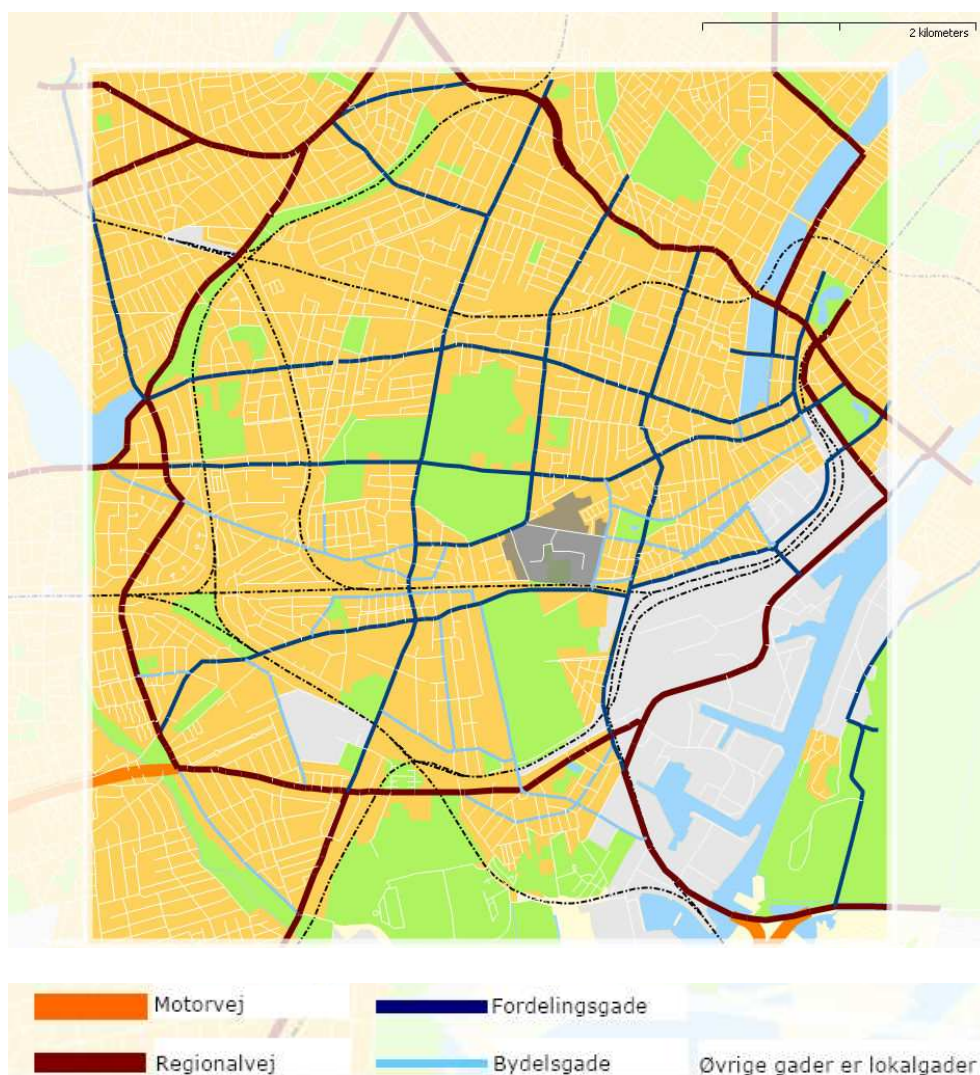 2 kilometers
Motorvej
Fordelingsgade
Regionalvej
Bydelsgade
Øvrige gader er lokalgader